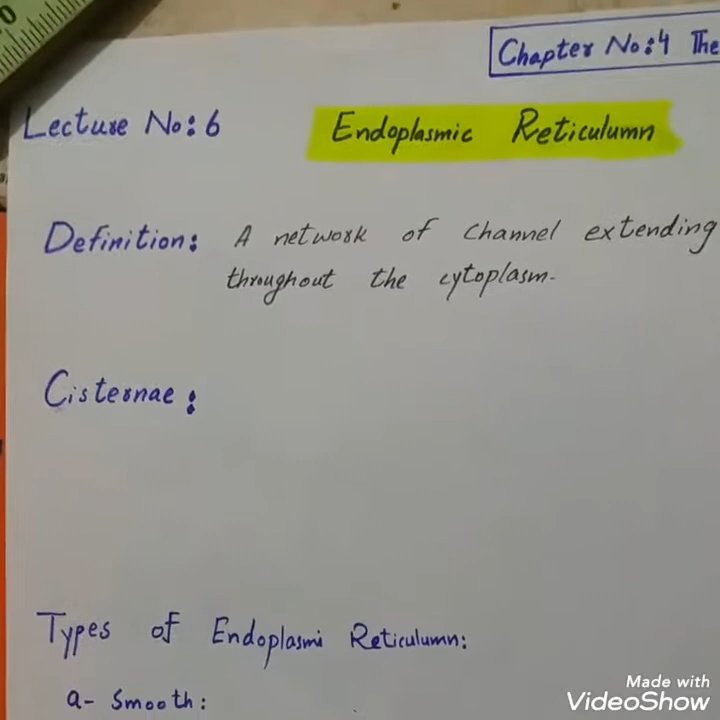 Chapter No:4 The
Lecture No:6
Endoplasmic Reticulumn
Definition: A network of channel extending
throughout the cytoplasm.
Cisternae:
Types of Endoplasmi Reticulumn:
a- Smooth:
Made with
VideoShow